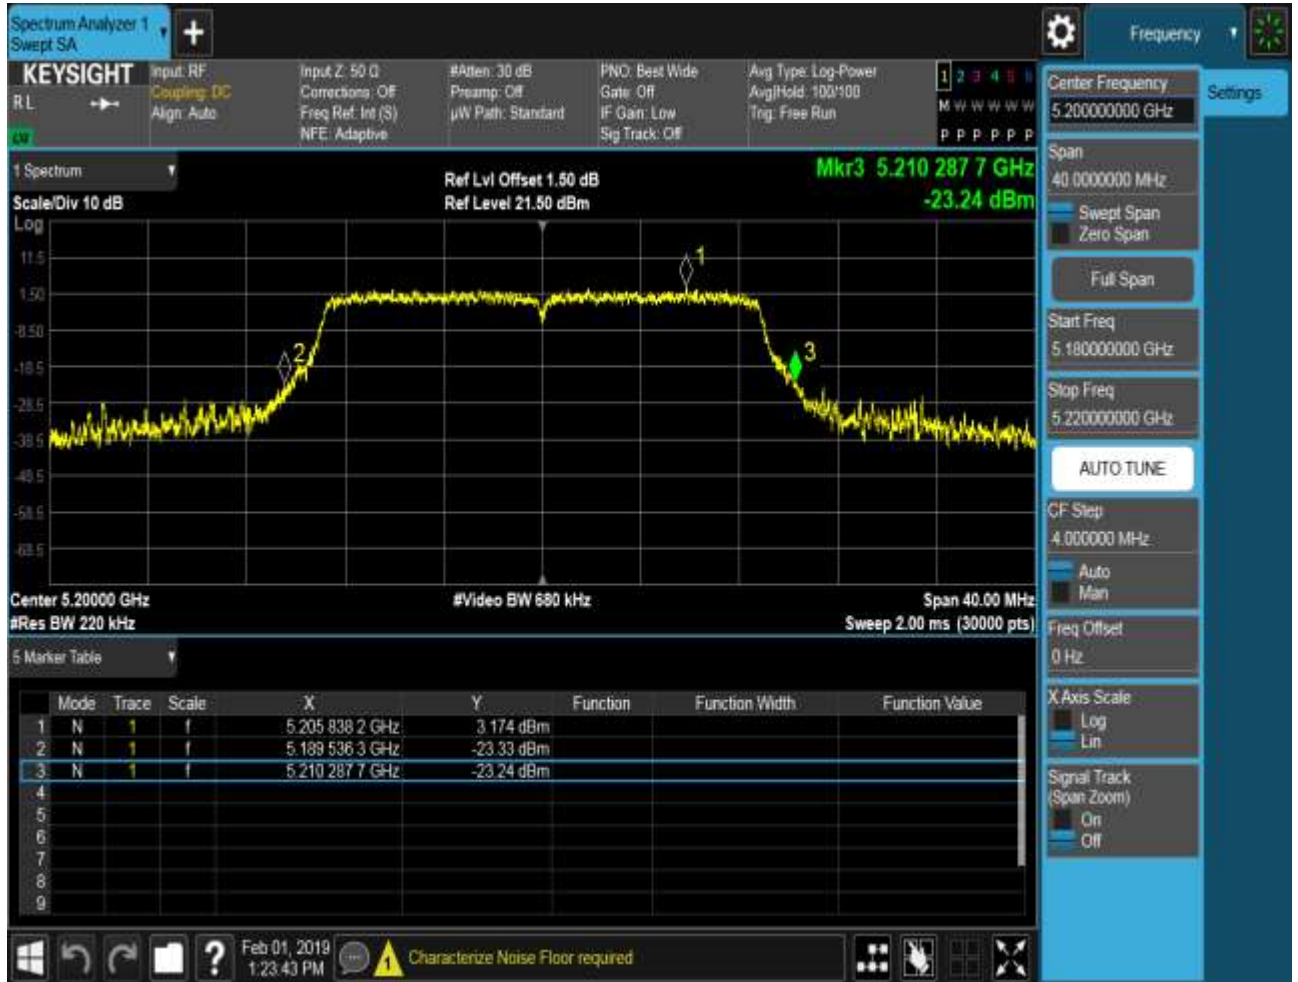 Spectrum Analyzer 1
Swept SA
+
Frequency
KEYSIGHT
RL
Input: RF
Coupling: DC
Align: Auto
Input Z: 50 Ω
Corrections: Off
Freq Ref: Int (S)
NFE: Adaptive
#Atten: 30 dB
Preamp: Off
µW Path: Standard
PNO: Best Wide
Gate: Off
IF Gain: Low
Sig Track: Off
Avg Type: Log-Power
Avg|Hold: 100/100
Trig: Free Run
1 2 3 4 5 6
M W W W W W
P P P P P P
1 Spectrum
Scale/Div 10 dB
Ref Lvl Offset 1.50 dB
Ref Level 21.50 dBm
Mkr3 5.210 287 7 GHz
-23.24 dBm
Log
11.5
1.50
-8.50
-18.5
-28.5
-38.5
-48.5
-58.5
-68.5
1
2
3
Center 5.20000 GHz
#Res BW 220 kHz
#Video BW 680 kHz
Span 40.00 MHz
Sweep 2.00 ms (30000 pts)
5 Marker Table
Mode Trace Scale X Y Function Function Width Function Value
1 N 1 f 5.205 838 2 GHz 3.174 dBm
2 N 1 f 5.189 536 3 GHz -23.33 dBm
3 N 1 f 5.210 287 7 GHz -23.24 dBm
4
5
6
7
8
9
Feb 01, 2019
1:23:43 PM
?
1
Characterize Noise Floor required
Center Frequency
5.200000000 GHz
Settings
Span
40.0000000 MHz
Swept Span
Zero Span
Full Span
Start Freq
5.180000000 GHz
Stop Freq
5.220000000 GHz
AUTO TUNE
CF Step
4.000000 MHz
Auto
Man
Freq Offset
0 Hz
X Axis Scale
Log
Lin
Signal Track
(Span Zoom)
On
Off